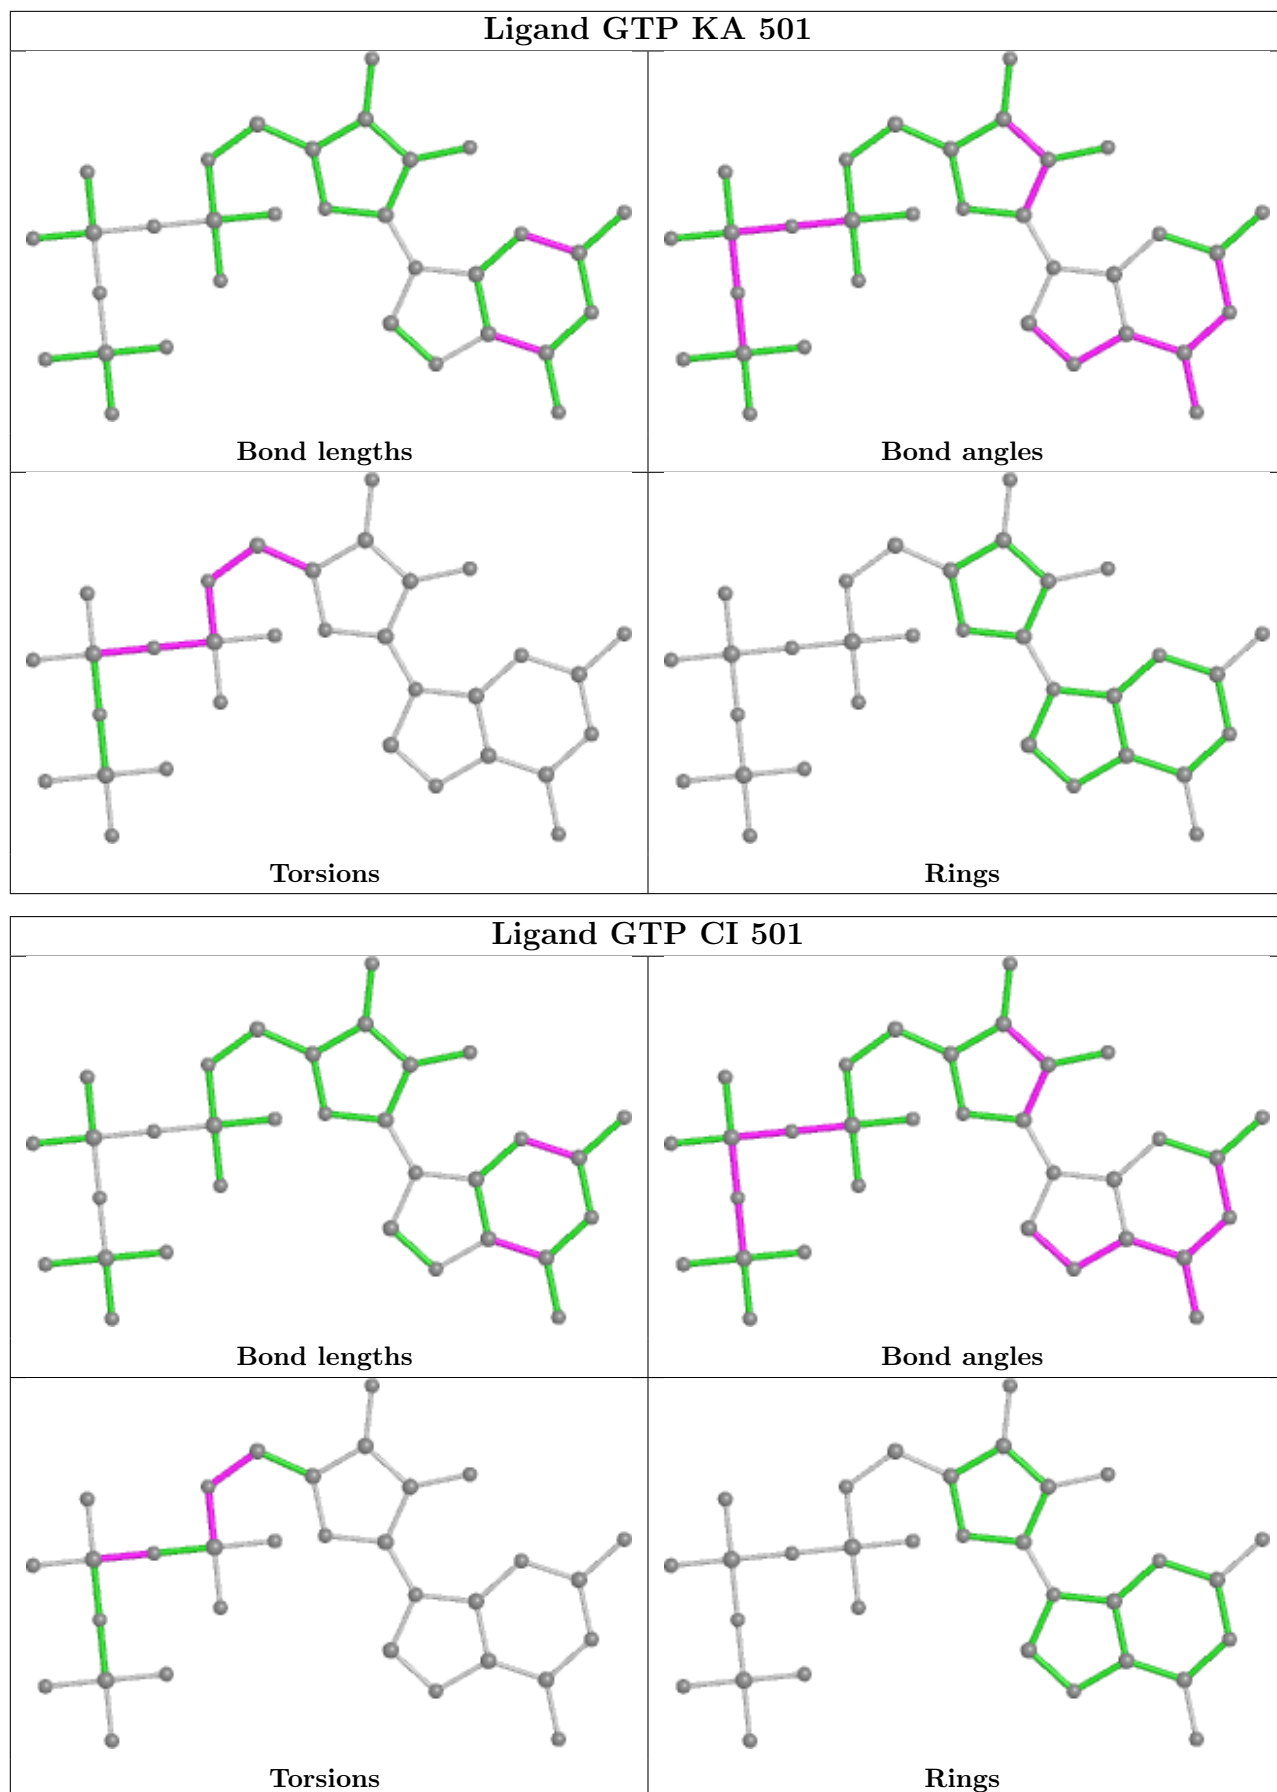 Ligand GTP KA 501
Bond lengths
Bond angles
Torsions
Rings
Ligand GTP CI 501
Bond lengths
Bond angles
Torsions
Rings